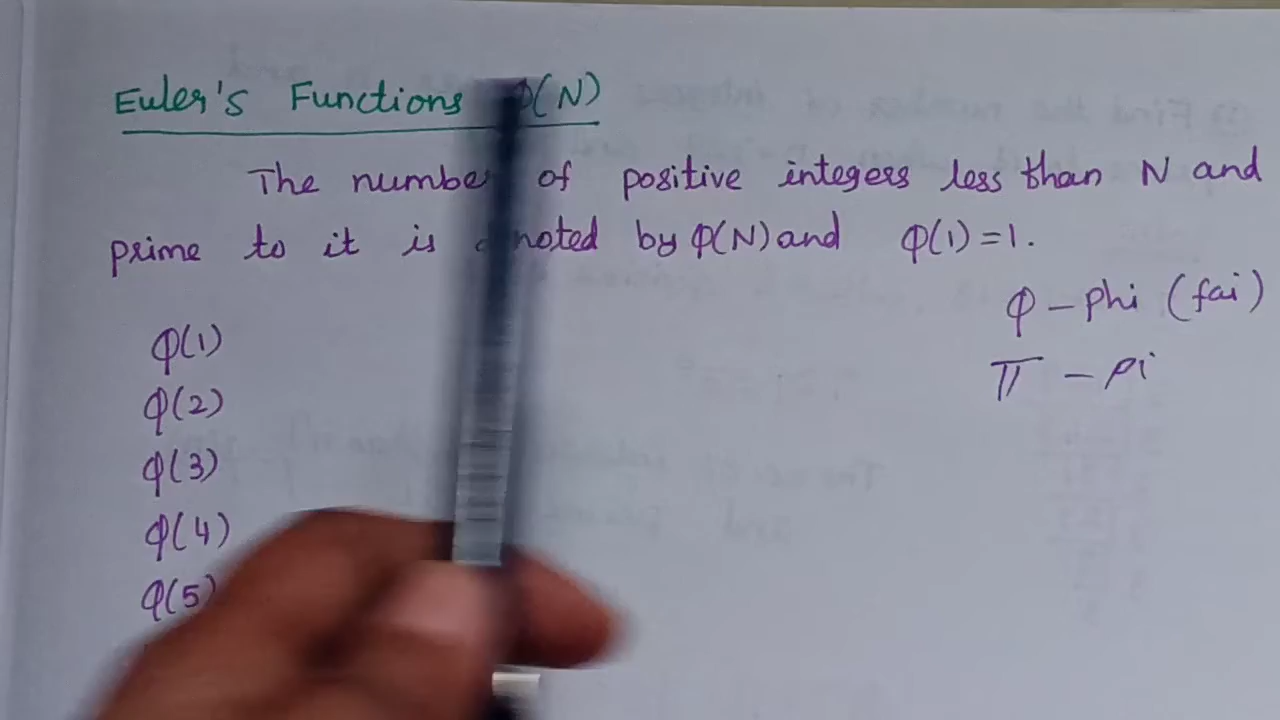 Euler's Functions φ(N)
The number of positive integers less than N and
prime to it is denoted by φ(N) and φ(1)=1.
φ - phi (fai)
π - pi
φ(1)
φ(2)
φ(3)
φ(4)
φ(5)